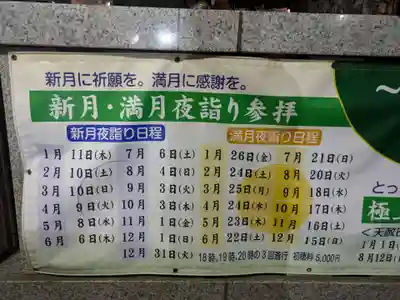 新月に祈願を。満月に感謝を。
新月・満月夜詣り参拝
新月夜詣り日程
1月 11日(木) 7月 6日(土)
2月 10日(土) 8月 4日(日)
3月 10日(日) 9月 3日(火)
4月 9日(火) 10月 3日(木)
5月 8日(水) 11月 1日(金)
6月 6日(木) 12月 1日(日)
12月 31日(火)
満月夜詣り日程
1月 26日(金) 7月 21日(日)
2月 24日(土) 8月 20日(火)
3月 25日(月) 9月 18日(水)
4月 24日(水) 10月 17日(木)
5月 23日(木) 11月 16日(土)
6月 22日(土) 12月 15日(日)
18時、19時、20時の3回斎行 初穂料 5,000円
〜
とっ
極上
1月1日
8月12日